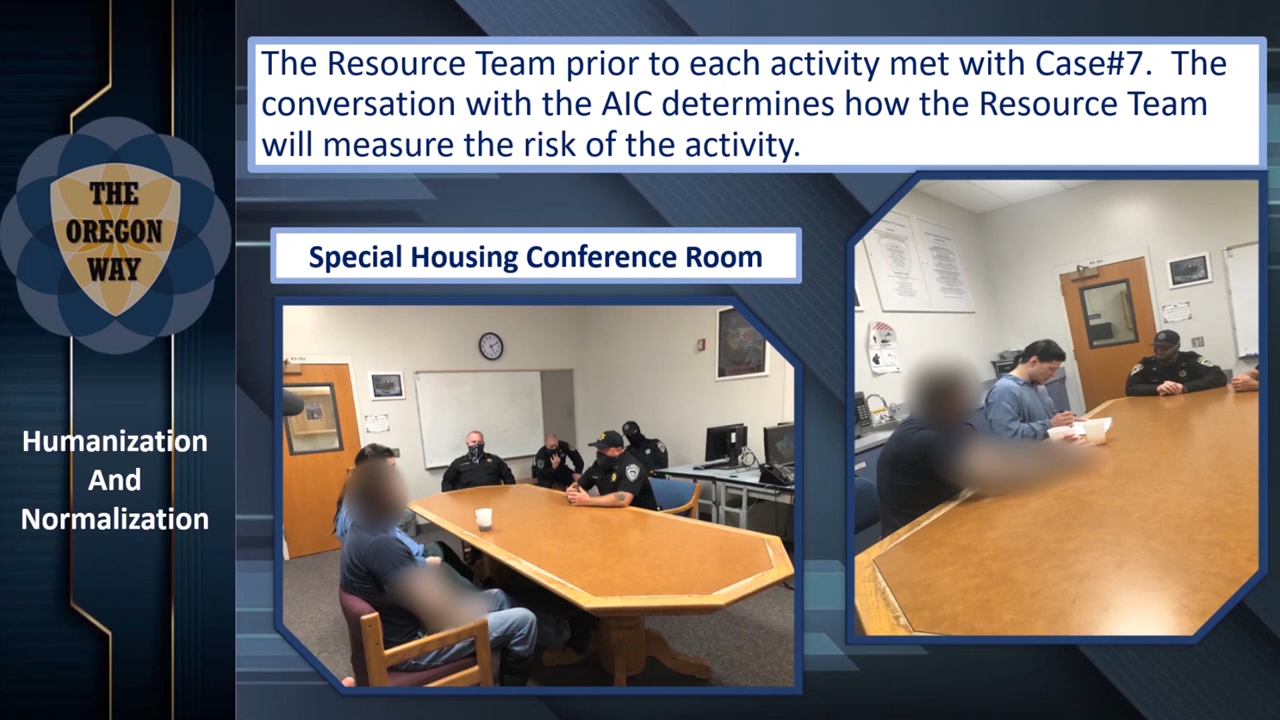 The Resource Team prior to each activity met with Case#7.  The
conversation with the AIC determines how the Resource Team
will measure the risk of the activity.
THE
OREGON
WAY
Special Housing Conference Room
Humanization
And
Normalization